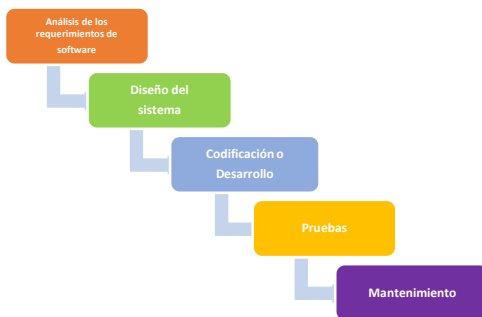 Análisis de los
requerimientos de
software
Diseño del
sistema
Codificación o
Desarrollo
Pruebas
Mantenimiento